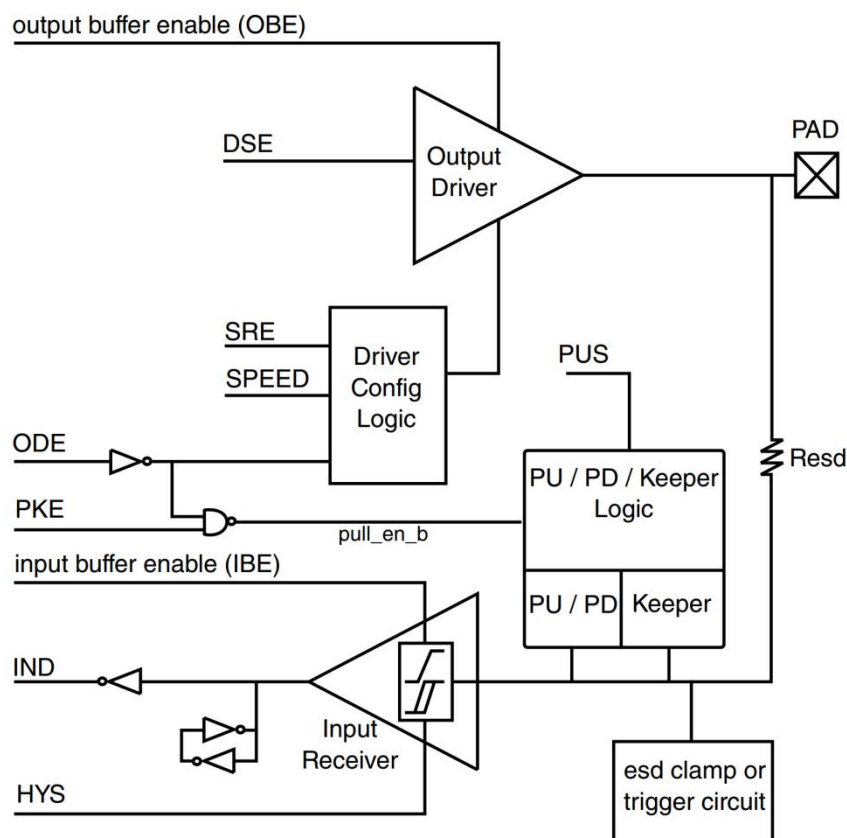 output buffer enable (OBE)
PAD
DSE
Output
Driver
SRE
SPEED
Driver
Config
Logic
PUS
ODE
Resd
PU / PD / Keeper
Logic
PKE
pull_en_b
input buffer enable (IBE)
PU / PD
Keeper
IND
Input
Receiver
HYS
esd clamp or
trigger circuit